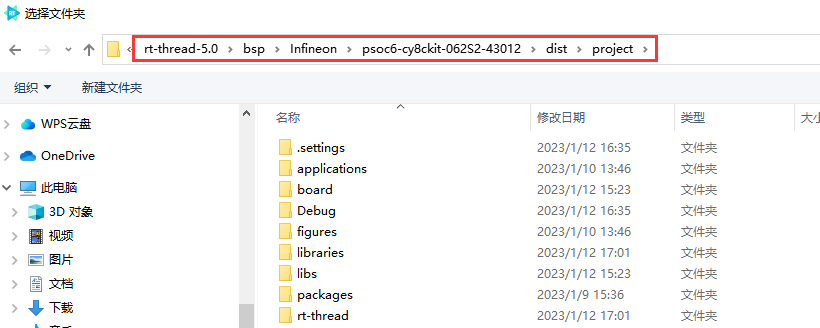 选择文件夹
« rt-thread-5.0 › bsp › Infineon › psoc6-cy8ckit-062S2-43012 › dist › project ›
组织 新建文件夹
名称 修改日期 类型 大小
WPS云盘
OneDrive
此电脑
3D 对象
视频
图片
文档
下载
.settings 2023/1/12 16:35 文件夹
applications 2023/1/10 13:46 文件夹
board 2023/1/12 15:23 文件夹
Debug 2023/1/12 16:35 文件夹
figures 2023/1/10 13:46 文件夹
libraries 2023/1/12 17:01 文件夹
libs 2023/1/12 15:23 文件夹
packages 2023/1/9 15:36 文件夹
rt-thread 2023/1/12 17:01 文件夹